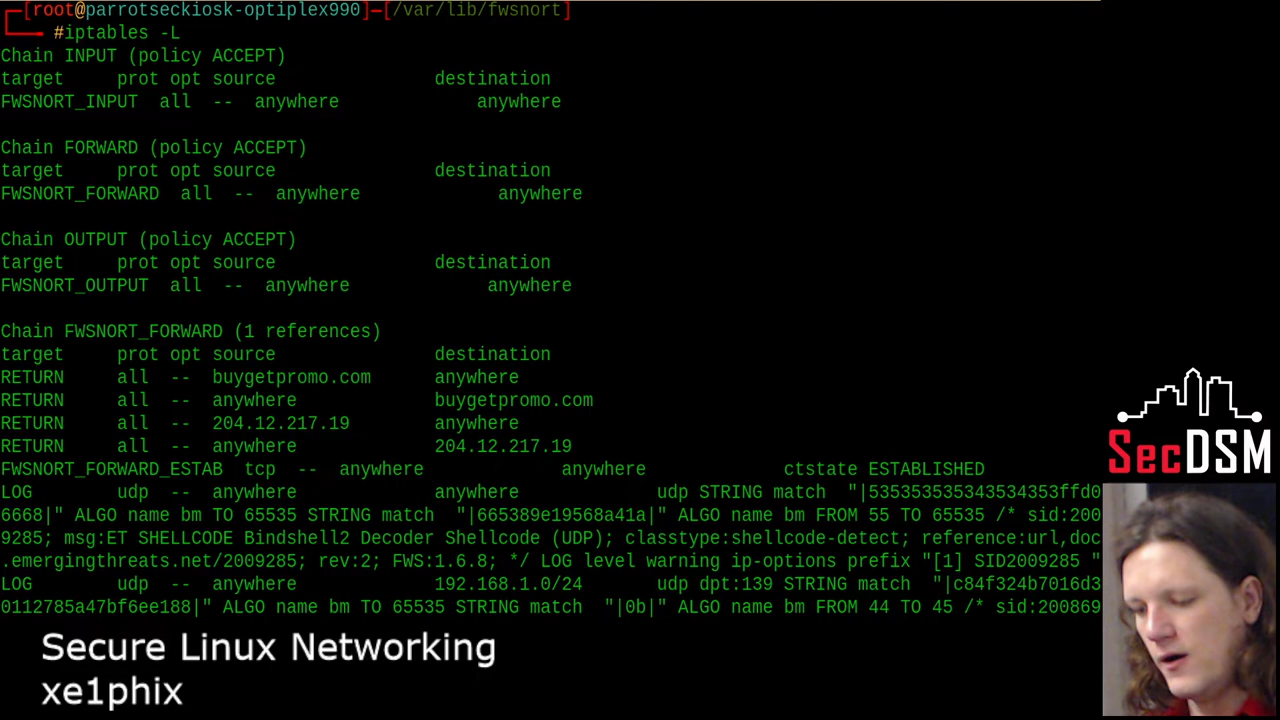 ┌─[root@parrotseckiosk-optiplex990]─[/var/lib/fwsnort]
└──╼ #iptables -L
Chain INPUT (policy ACCEPT)
target     prot opt source               destination
FWSNORT_INPUT  all  --  anywhere             anywhere

Chain FORWARD (policy ACCEPT)
target     prot opt source               destination
FWSNORT_FORWARD  all  --  anywhere             anywhere

Chain OUTPUT (policy ACCEPT)
target     prot opt source               destination
FWSNORT_OUTPUT  all  --  anywhere             anywhere

Chain FWSNORT_FORWARD (1 references)
target     prot opt source               destination
RETURN     all  --  buygetpromo.com      anywhere
RETURN     all  --  anywhere             buygetpromo.com
RETURN     all  --  204.12.217.19        anywhere
RETURN     all  --  anywhere             204.12.217.19
FWSNORT_FORWARD_ESTAB  tcp  --  anywhere             anywhere             ctstate ESTABLISHED
LOG        udp  --  anywhere             anywhere             udp STRING match  "|535353535343534353ffd0
6668|" ALGO name bm TO 65535 STRING match  "|665389e19568a41a|" ALGO name bm FROM 55 TO 65535 /* sid:200
9285; msg:ET SHELLCODE Bindshell2 Decoder Shellcode (UDP); classtype:shellcode-detect; reference:url,doc
.emergingthreats.net/2009285; rev:2; FWS:1.6.8; */ LOG level warning ip-options prefix "[1] SID2009285 "
LOG        udp  --  anywhere             192.168.1.0/24       udp dpt:139 STRING match  "|c84f324b7016d3
0112785a47bf6ee188|" ALGO name bm TO 65535 STRING match  "|0b|" ALGO name bm FROM 44 TO 45 /* sid:200869
SecDSM
Secure Linux Networking
xe1phix